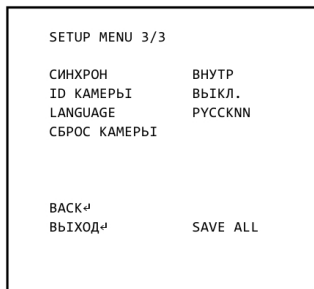 SETUP MENU 3/3
СИНХРОН ВНУТР
ID КАМЕРЫ ВЫКЛ.
LANGUAGE PYCCKNN
СБРОС КАМЕРЫ
BACK↵
ВЫХОД↵ SAVE ALL